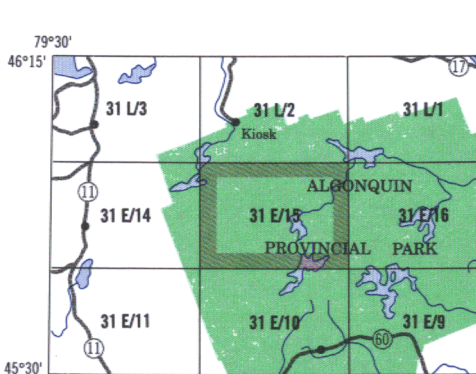 79°30'
46°15'
17
31 L/3
31 L/2
31 L/1
Kiosk
ALGONQUIN
11
31 E/14
31 E/15
31 E/16
PROVINCIAL PARK
31 E/11
31 E/10
31 E/9
60
11
45°30'